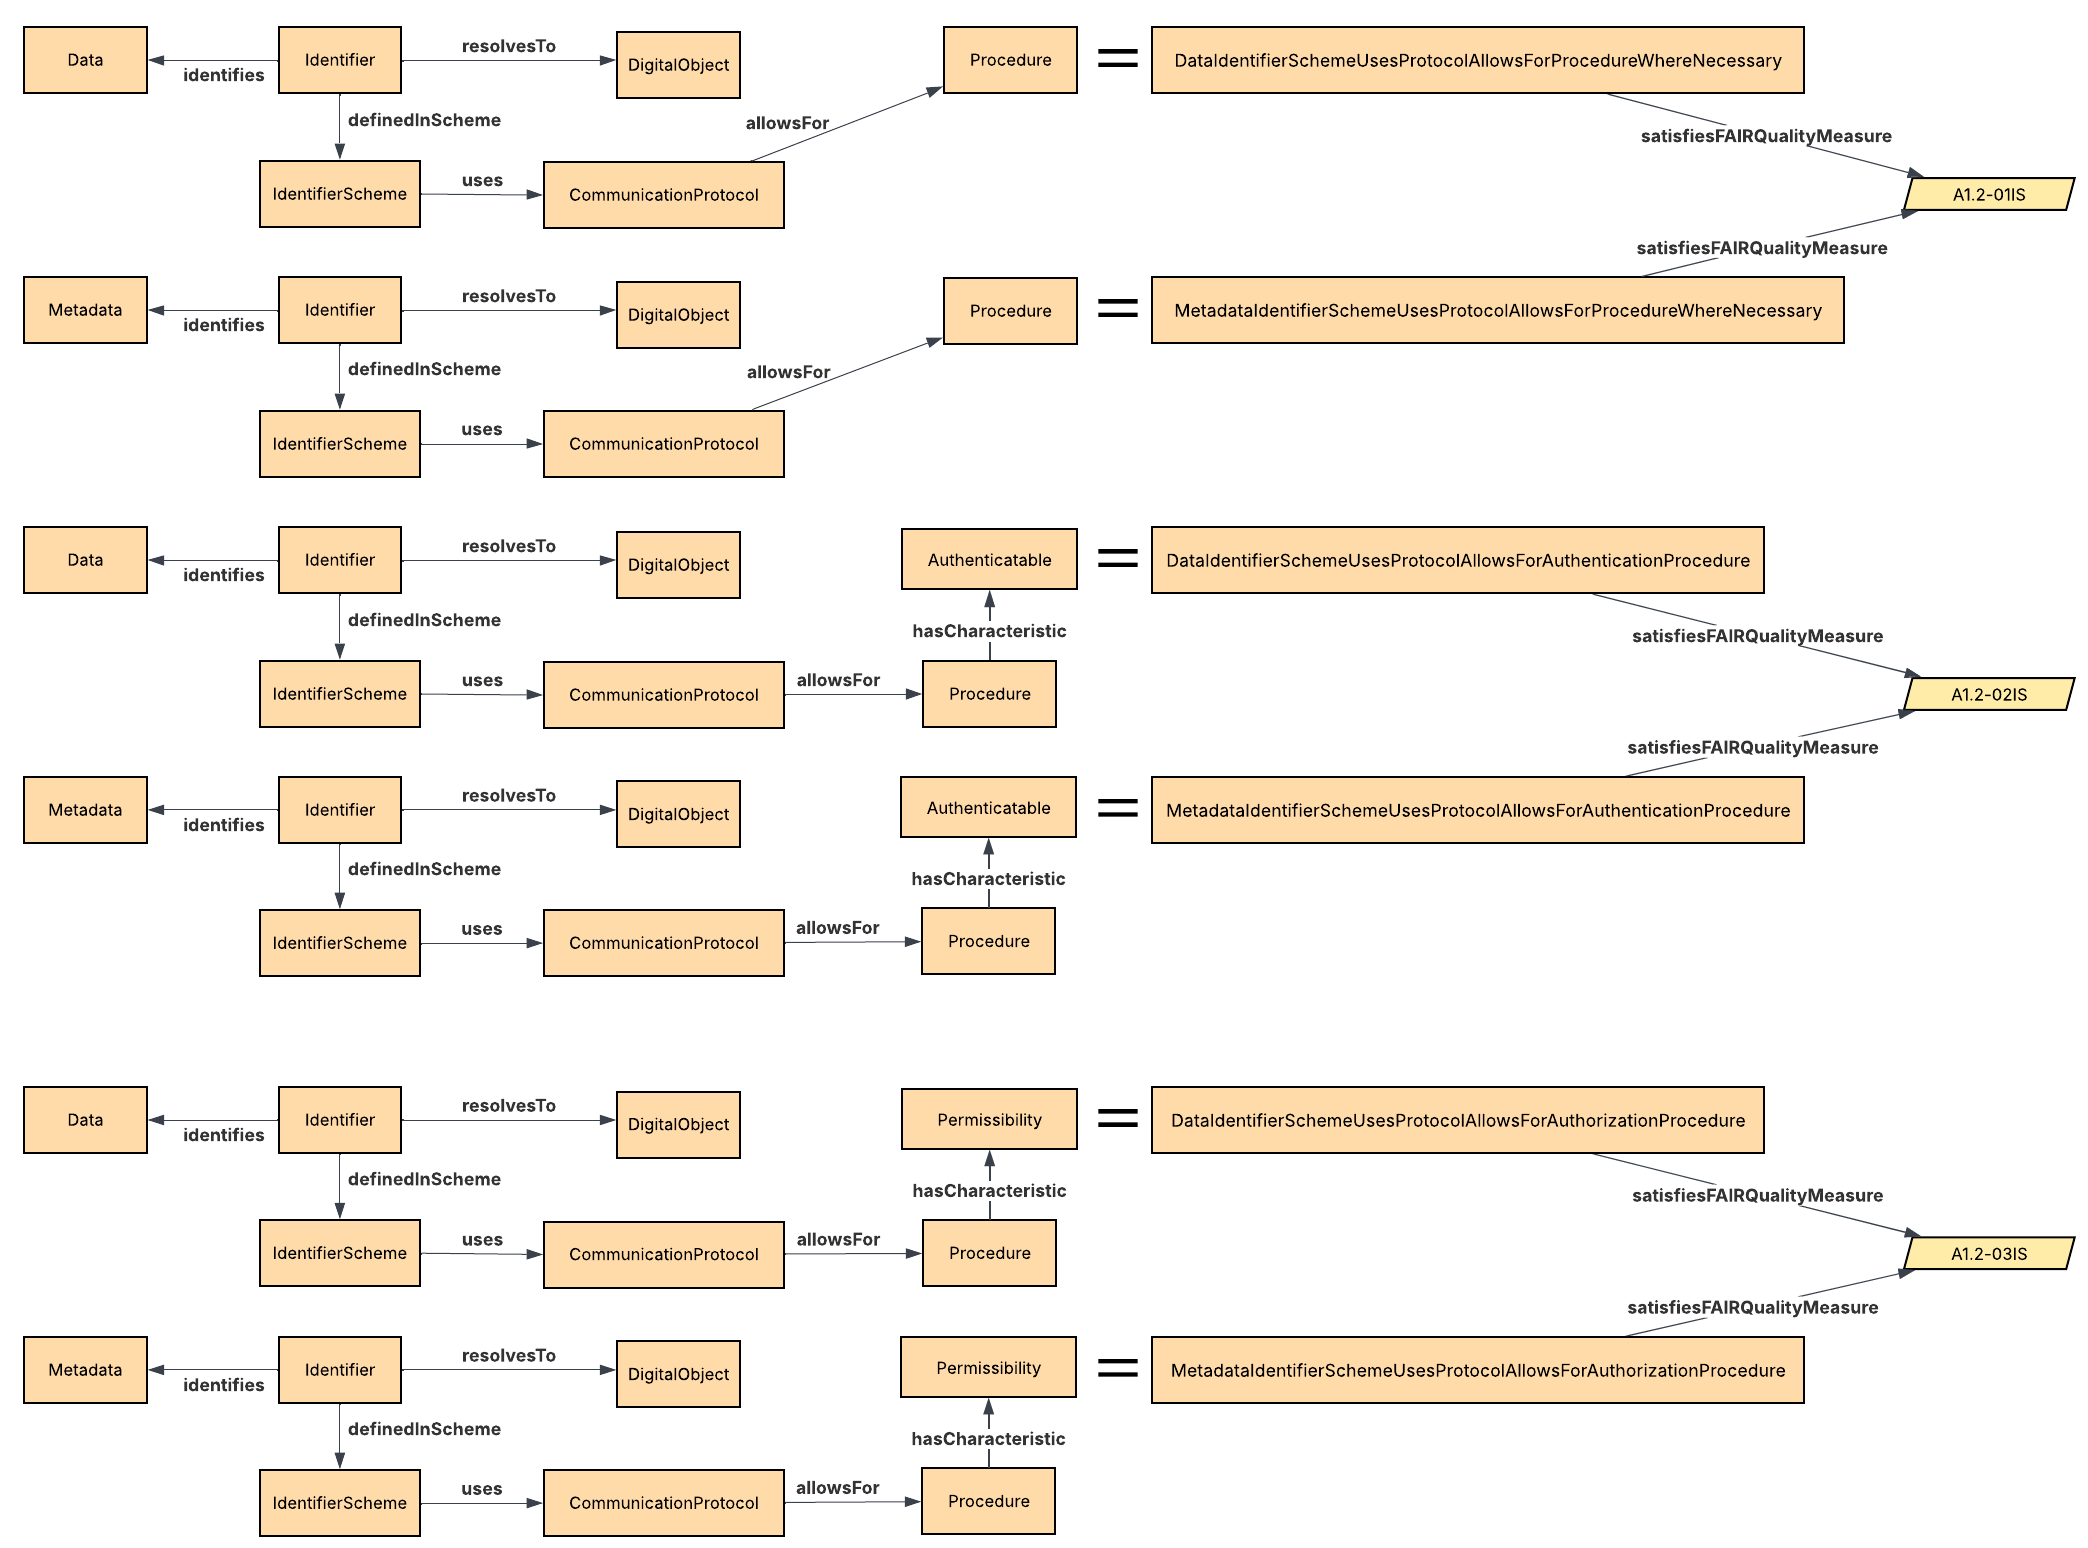 Data
identifies
Identifier
resolvesTo
DigitalObject
definedInScheme
IdentifierScheme
uses
CommunicationProtocol
allowsFor
Procedure
=
DataIdentifierSchemeUsesProtocolAllowsForProcedureWhereNecessary
satisfiesFAIRQualityMeasure
A1.2-01IS
satisfiesFAIRQualityMeasure
Metadata
identifies
Identifier
resolvesTo
DigitalObject
definedInScheme
IdentifierScheme
uses
CommunicationProtocol
allowsFor
Procedure
=
MetadataIdentifierSchemeUsesProtocolAllowsForProcedureWhereNecessary
Data
identifies
Identifier
resolvesTo
DigitalObject
definedInScheme
IdentifierScheme
uses
CommunicationProtocol
allowsFor
Procedure
hasCharacteristic
Authenticatable
=
DataIdentifierSchemeUsesProtocolAllowsForAuthenticationProcedure
satisfiesFAIRQualityMeasure
A1.2-02IS
satisfiesFAIRQualityMeasure
Metadata
identifies
Identifier
resolvesTo
DigitalObject
definedInScheme
IdentifierScheme
uses
CommunicationProtocol
allowsFor
Procedure
hasCharacteristic
Authenticatable
=
MetadataIdentifierSchemeUsesProtocolAllowsForAuthenticationProcedure
Data
identifies
Identifier
resolvesTo
DigitalObject
definedInScheme
IdentifierScheme
uses
CommunicationProtocol
allowsFor
Procedure
hasCharacteristic
Permissibility
=
DataIdentifierSchemeUsesProtocolAllowsForAuthorizationProcedure
satisfiesFAIRQualityMeasure
A1.2-03IS
satisfiesFAIRQualityMeasure
Metadata
identifies
Identifier
resolvesTo
DigitalObject
definedInScheme
IdentifierScheme
uses
CommunicationProtocol
allowsFor
Procedure
hasCharacteristic
Permissibility
=
MetadataIdentifierSchemeUsesProtocolAllowsForAuthorizationProcedure